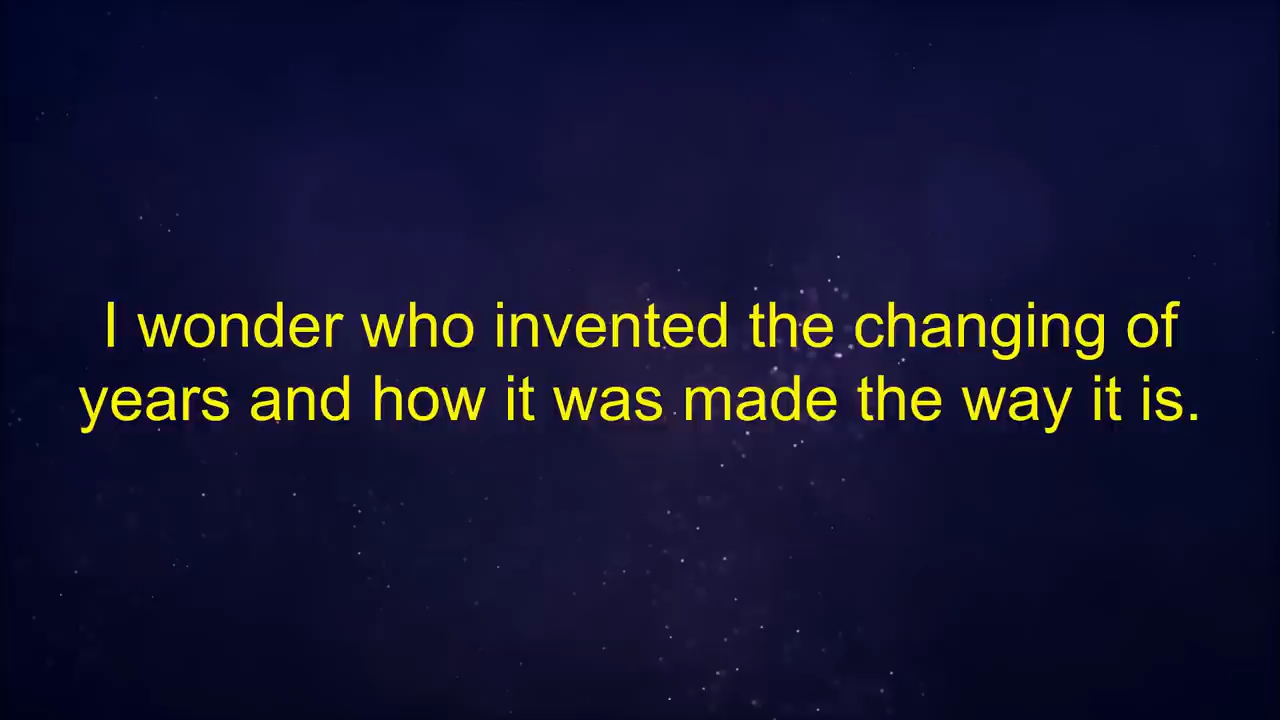 I wonder who invented the changing of
years and how it was made the way it is.